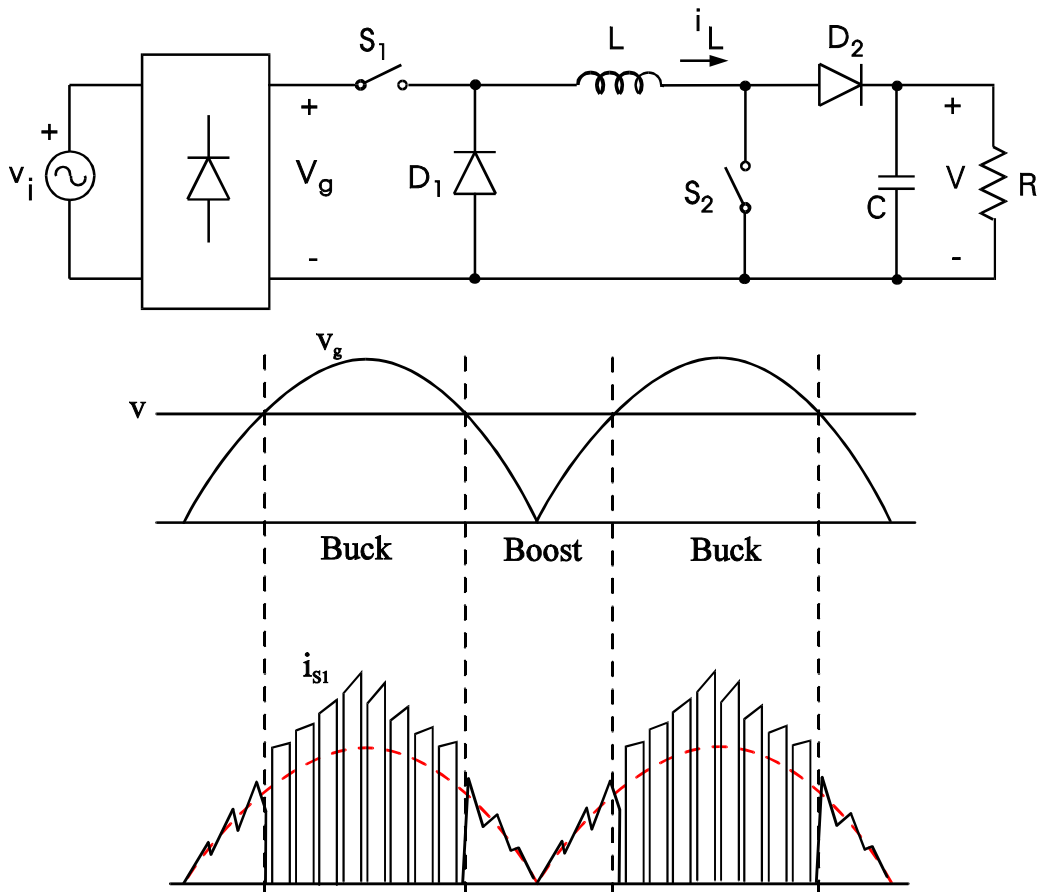 S1 L iL D2
+ + +
vi Vg D1 S2 C V R
- -
vg
v
Buck Boost Buck
iS1